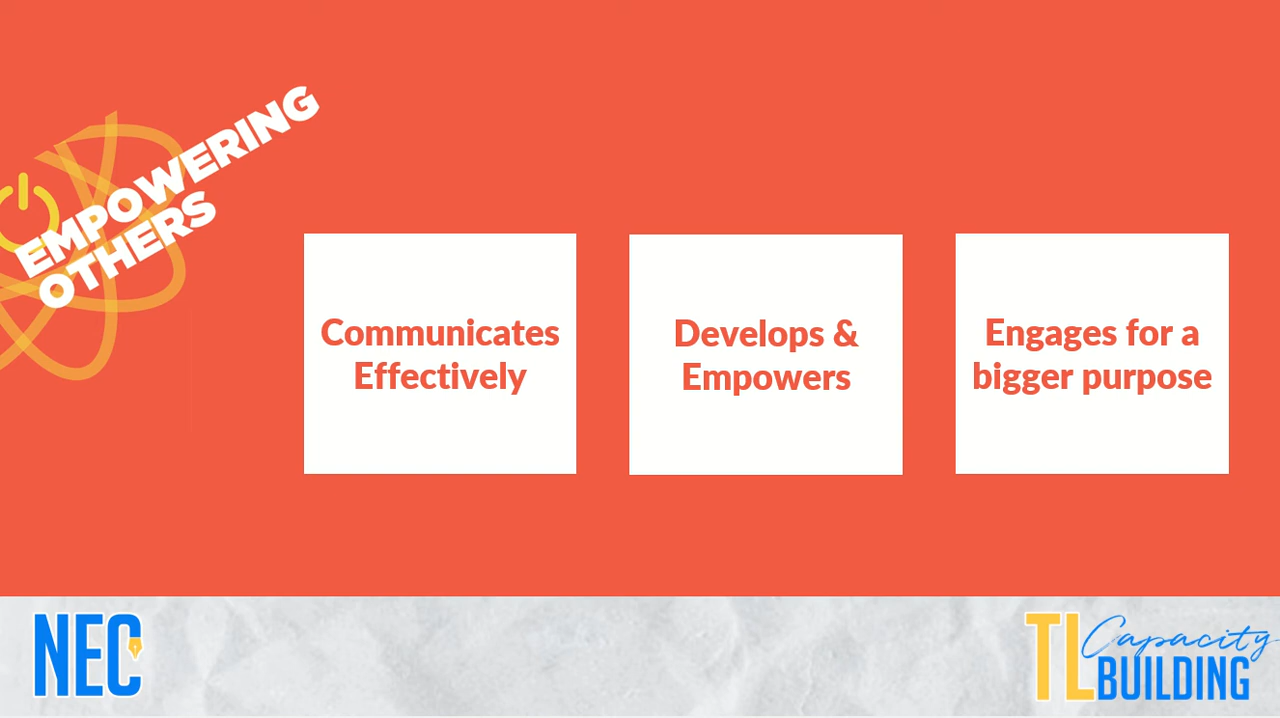 EMPOWERING
OTHERS
Communicates
Effectively
Develops &
Empowers
Engages for a
bigger purpose
NEC
TL Capacity
BUILDING